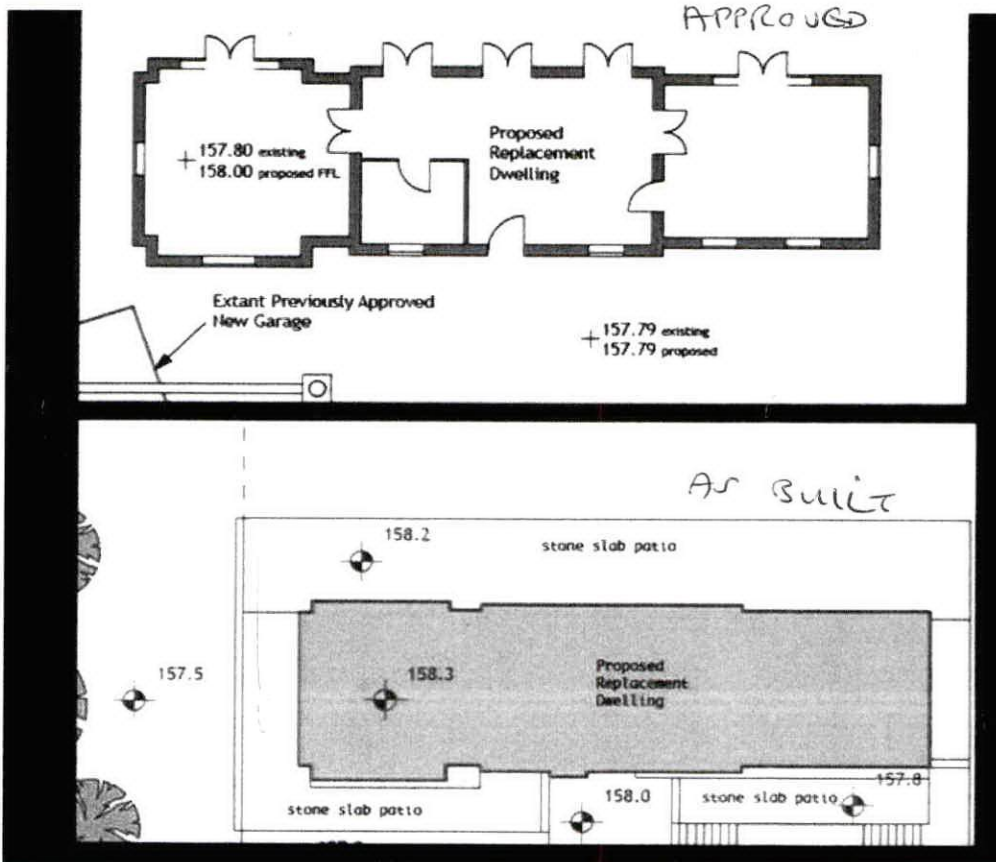 APPROVED
157.80 existing
158.00 proposed FFL
Proposed
Replacement
Dwelling
Extant Previously Approved
New Garage
157.79 existing
157.79 proposed
AS BUILT
158.2
stone slab patio
157.5
158.3
Proposed
Replacement
Dwelling
157.8
158.0
stone slab patio
stone slab patio